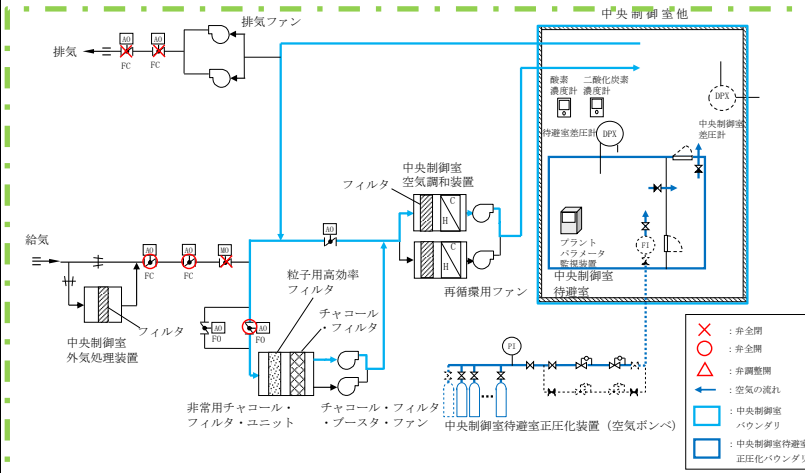 排気ファン
中央制御室他
AO
AO
排気
FC
FC
酸素
濃度計
二酸化炭素
濃度計
DPX
中央制御室
差圧計
待避室差圧計
DPX
中央制御室
空気調和装置
フィルタ
C
H
C
H
再循環用ファン
給気
AO
AO
MO
FC
FC
AO
フィルタ
中央制御室
外気処理装置
粒子用高効率
フィルタ
チャコール
・フィルタ
AO
FO
AO
FO
非常用チャコール・
フィルタ・ユニット
チャコール・フィルタ
・ブースタ・ファン
プラント
パラメータ
監視装置
FI
中央制御室
待避室
PI
中央制御室待避室正圧化装置（空気ボンベ）
：弁全閉
：弁全開
：弁調整開
：空気の流れ
：中央制御室
バウンダリ
：中央制御室待避室
正圧化バウンダリ